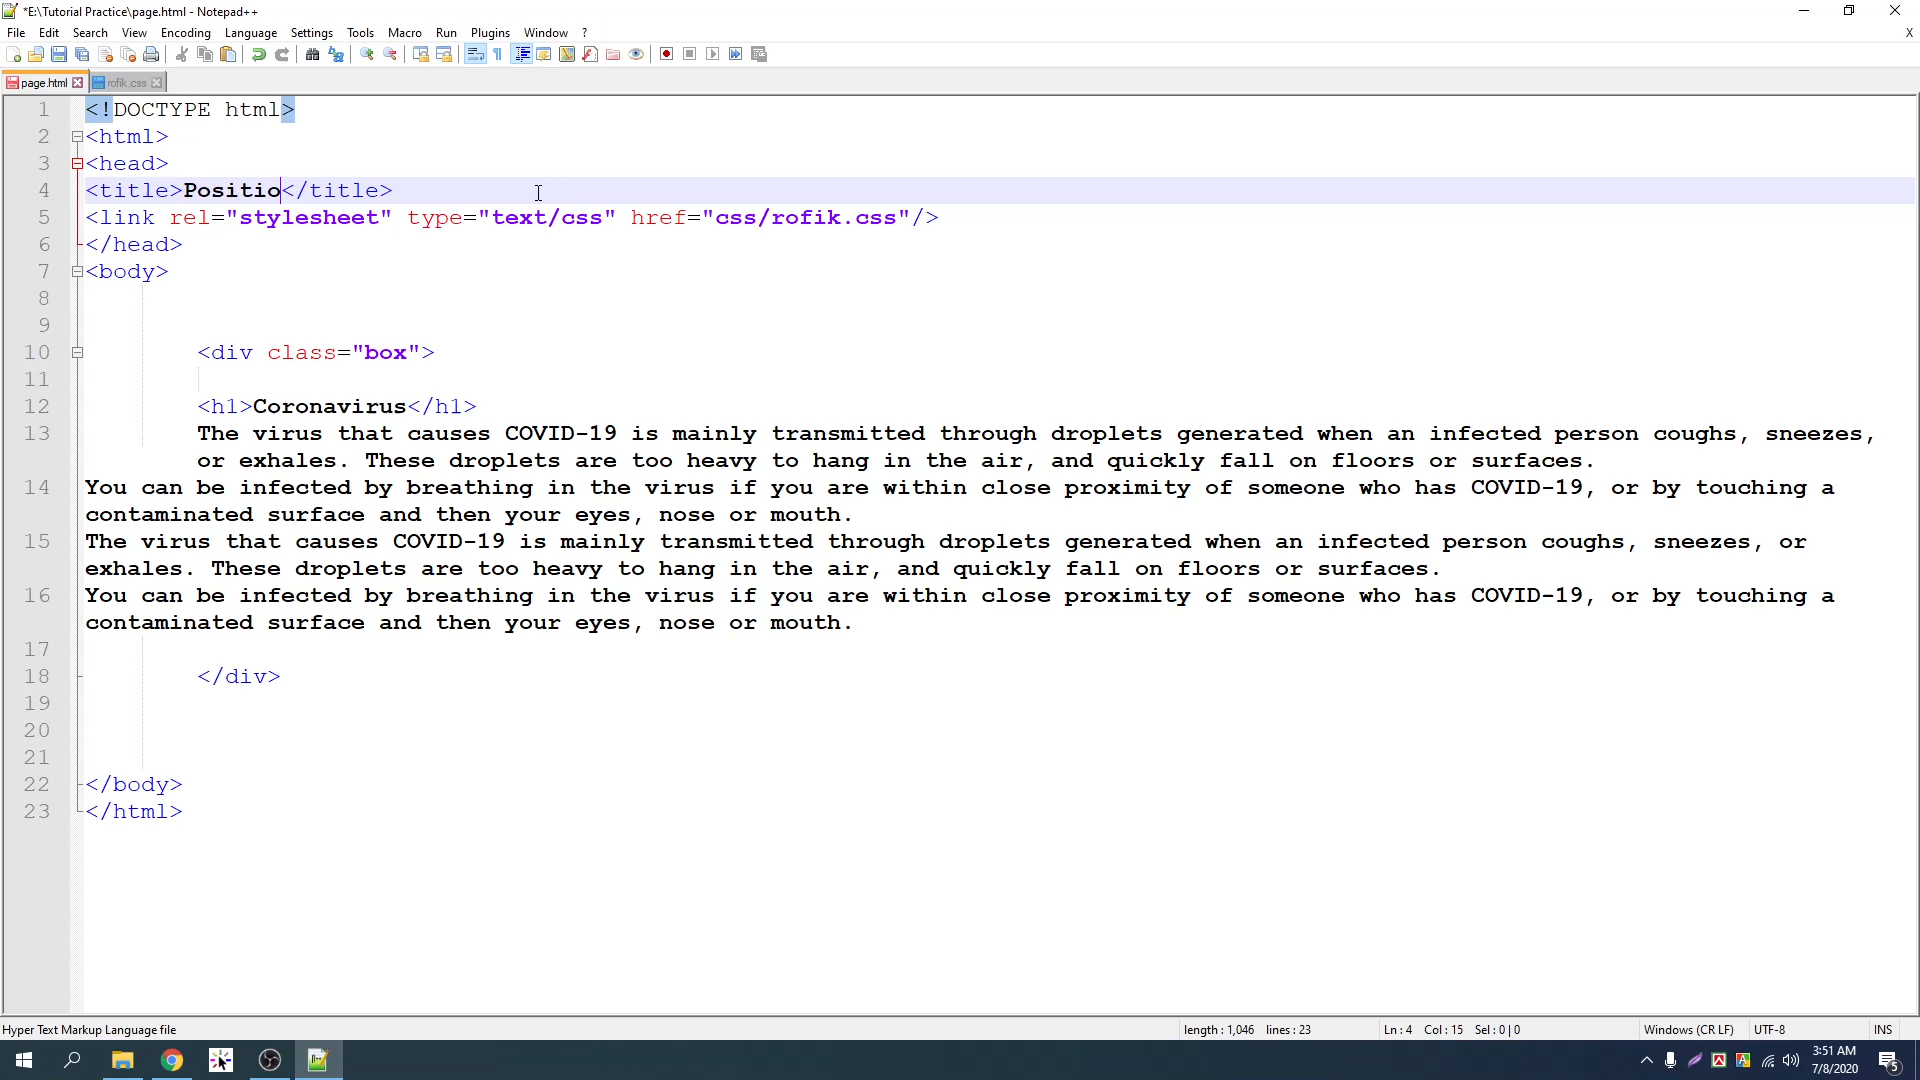 *E:\Tutorial Practice\page.html - Notepad++
File Edit Search View Encoding Language Settings Tools Macro Run Plugins Window ? X
page.html rofik.css
1 <!DOCTYPE html>
2 <html>
3 <head>
4 <title>Positio</title>
5 <link rel="stylesheet" type="text/css" href="css/rofik.css"/>
6 </head>
7 <body>
8
9
10 <div class="box">
11
12 <h1>Coronavirus</h1>
13 The virus that causes COVID-19 is mainly transmitted through droplets generated when an infected person coughs, sneezes,
or exhales. These droplets are too heavy to hang in the air, and quickly fall on floors or surfaces.
14 You can be infected by breathing in the virus if you are within close proximity of someone who has COVID-19, or by touching a
contaminated surface and then your eyes, nose or mouth.
15 The virus that causes COVID-19 is mainly transmitted through droplets generated when an infected person coughs, sneezes, or
exhales. These droplets are too heavy to hang in the air, and quickly fall on floors or surfaces.
16 You can be infected by breathing in the virus if you are within close proximity of someone who has COVID-19, or by touching a
contaminated surface and then your eyes, nose or mouth.
17
18 </div>
19
20
21
22 </body>
23 </html>
Hyper Text Markup Language file length : 1,046 lines : 23 Ln : 4 Col : 15 Sel : 0 | 0 Windows (CR LF) UTF-8 INS
3:51 AM
7/8/2020
5